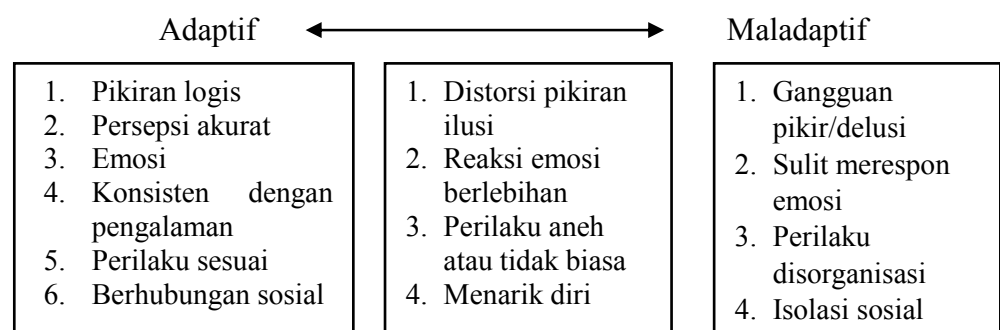 Adaptif
Maladaptif
1. Pikiran logis
2. Persepsi akurat
3. Emosi
4. Konsisten dengan
pengalaman
5. Perilaku sesuai
6. Berhubungan sosial
1. Distorsi pikiran
ilusi
2. Reaksi emosi
berlebihan
3. Perilaku aneh
atau tidak biasa
4. Menarik diri
1. Gangguan
pikir/delusi
2. Sulit merespon
emosi
3. Perilaku
disorganisasi
4. Isolasi sosial